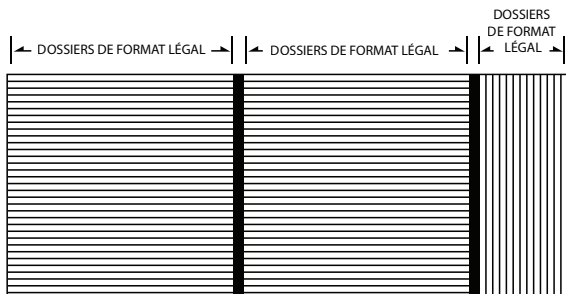 DOSSIERS DE FORMAT LÉGAL
DOSSIERS DE FORMAT LÉGAL
DOSSIERS
DE FORMAT
LÉGAL